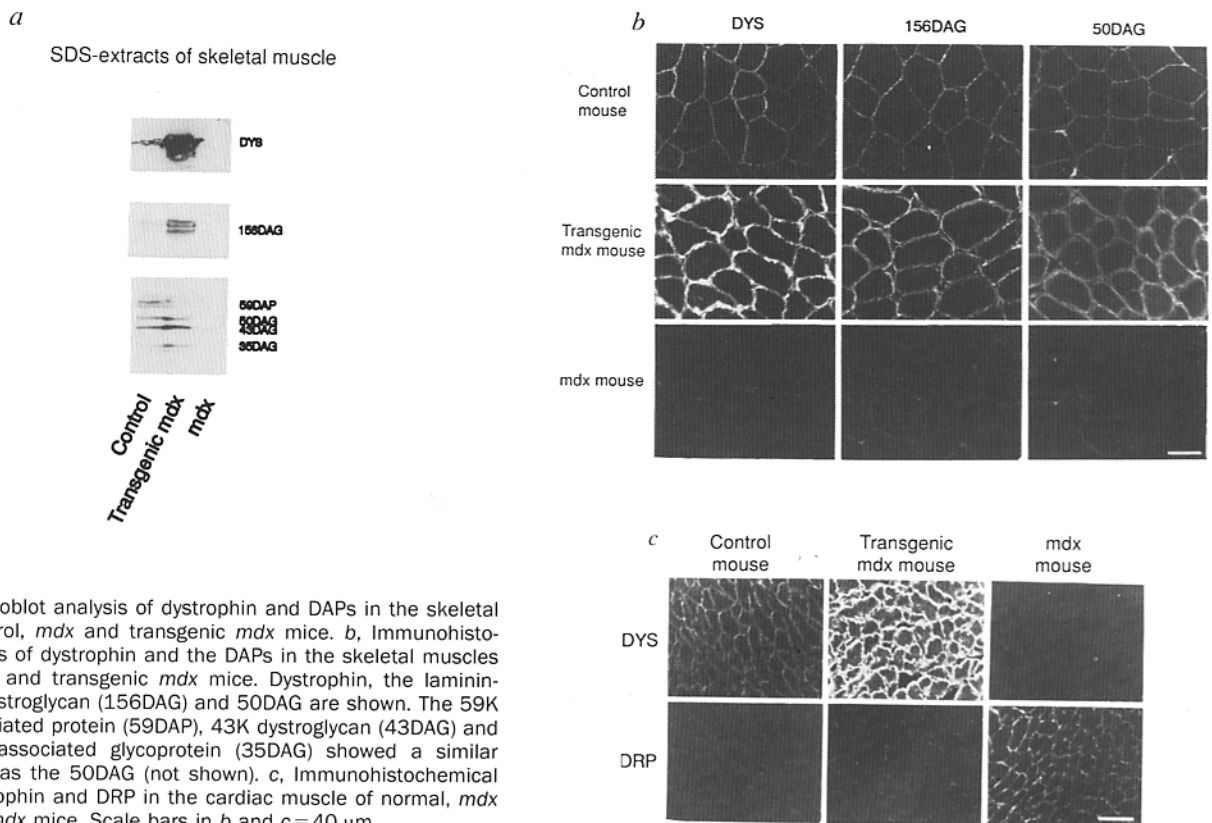 a
SDS-extracts of skeletal muscle
DYS
156DAG
59DAP
50DAG
43DAG
35DAG
Control
Transgenic mdx
mdx
b
DYS
156DAG
50DAG
Control
mouse
Transgenic
mdx mouse
mdx mouse
c
Control
mouse
Transgenic
mdx mouse
mdx
mouse
DYS
DRP
oblot analysis of dystrophin and DAPs in the skeletal
rol, mdx and transgenic mdx mice. b, Immunohisto-
s of dystrophin and the DAPs in the skeletal muscles
and transgenic mdx mice. Dystrophin, the laminin-
stroglycan (156DAG) and 50DAG are shown. The 59K
iated protein (59DAP), 43K dystroglycan (43DAG) and
associated glycoprotein (35DAG) showed a similar
as the 50DAG (not shown). c, Immunohistochemical
ophin and DRP in the cardiac muscle of normal, mdx
mdx mice. Scale bars in b and c = 40 µm.